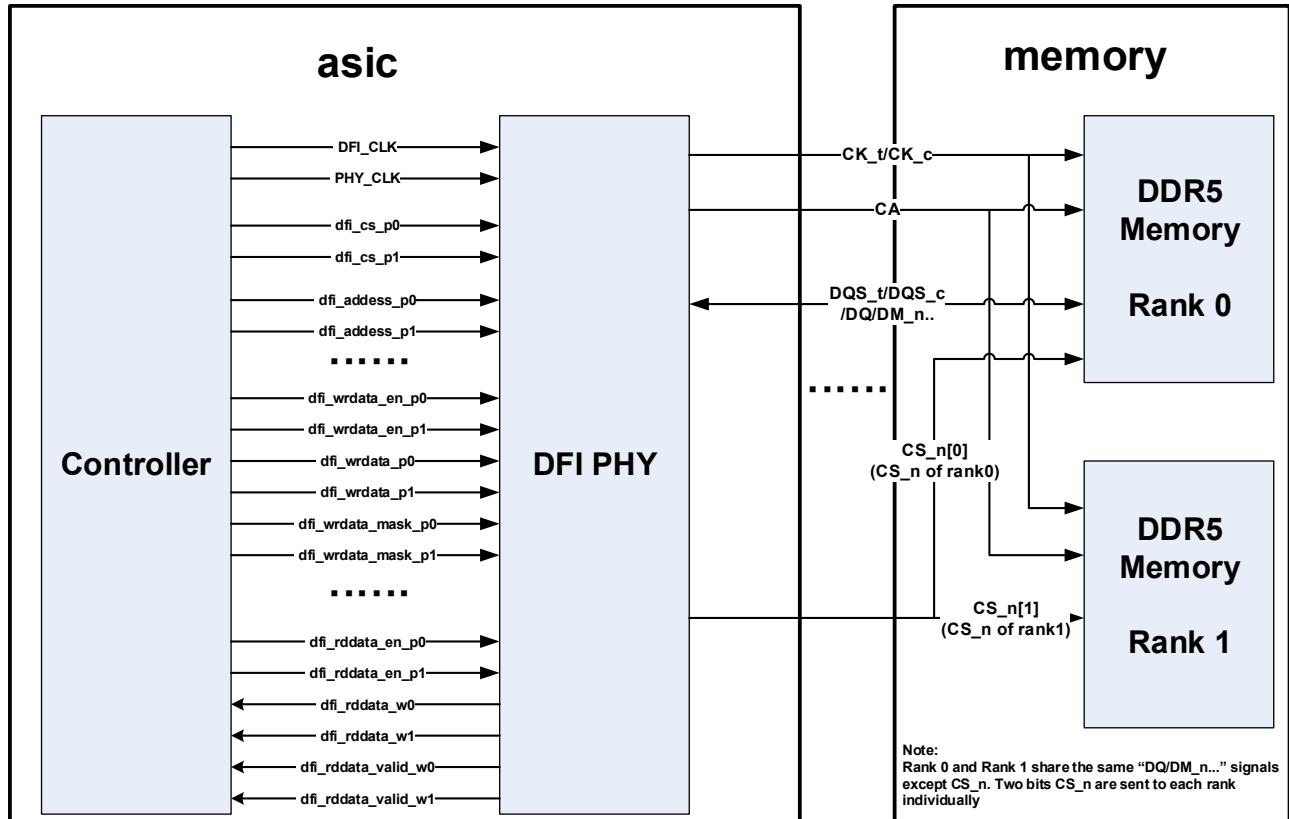 asic
memory
Controller
DFI_CLK
PHY_CLK
dfi_cs_p0
dfi_cs_p1
dfi_addess_p0
dfi_addess_p1
......
dfi_wrdata_en_p0
dfi_wrdata_en_p1
dfi_wrdata_p0
dfi_wrdata_p1
dfi_wrdata_mask_p0
dfi_wrdata_mask_p1
......
dfi_rddata_en_p0
dfi_rddata_en_p1
dfi_rddata_w0
dfi_rddata_w1
dfi_rddata_valid_w0
dfi_rddata_valid_w1
DFI PHY
CK_t/CK_c
CA
DQS_t/DQS_c
/DQ/DM_n..
......
CS_n[0]
(CS_n of rank0)
CS_n[1]
(CS_n of rank1)
DDR5
Memory
Rank 0
DDR5
Memory
Rank 1
Note:
Rank 0 and Rank 1 share the same “DQ/DM_n...” signals
except CS_n. Two bits CS_n are sent to each rank
individually